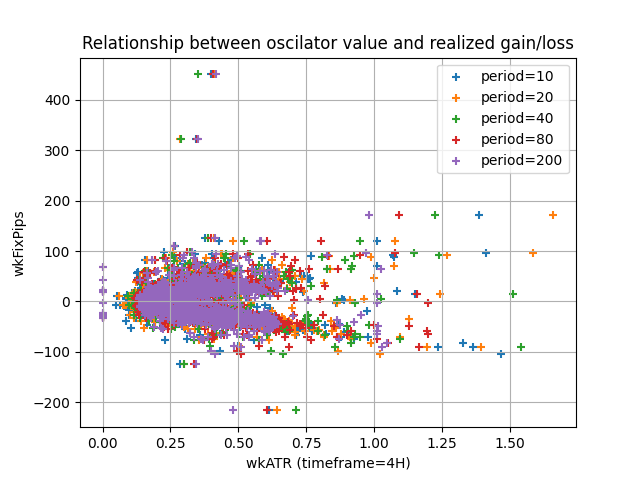 Relationship between oscilator value and realized gain/loss
period=10
period=20
period=40
period=80
period=200
wkFixPips
400
300
200
100
0
−100
−200
0.00 0.25 0.50 0.75 1.00 1.25 1.50
wkATR (timeframe=4H)